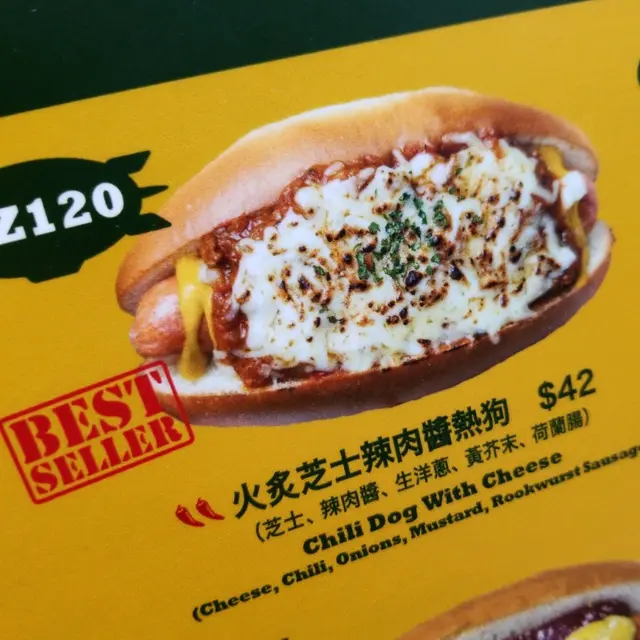 Z120
BEST
SELLER
火炙芝士辣肉醬熱狗 $42
(芝士、辣肉醬、生洋蔥、黃芥末、荷蘭腸)
Chili Dog With Cheese
(Cheese, Chili, Onions, Mustard, Rookwurst Sausage